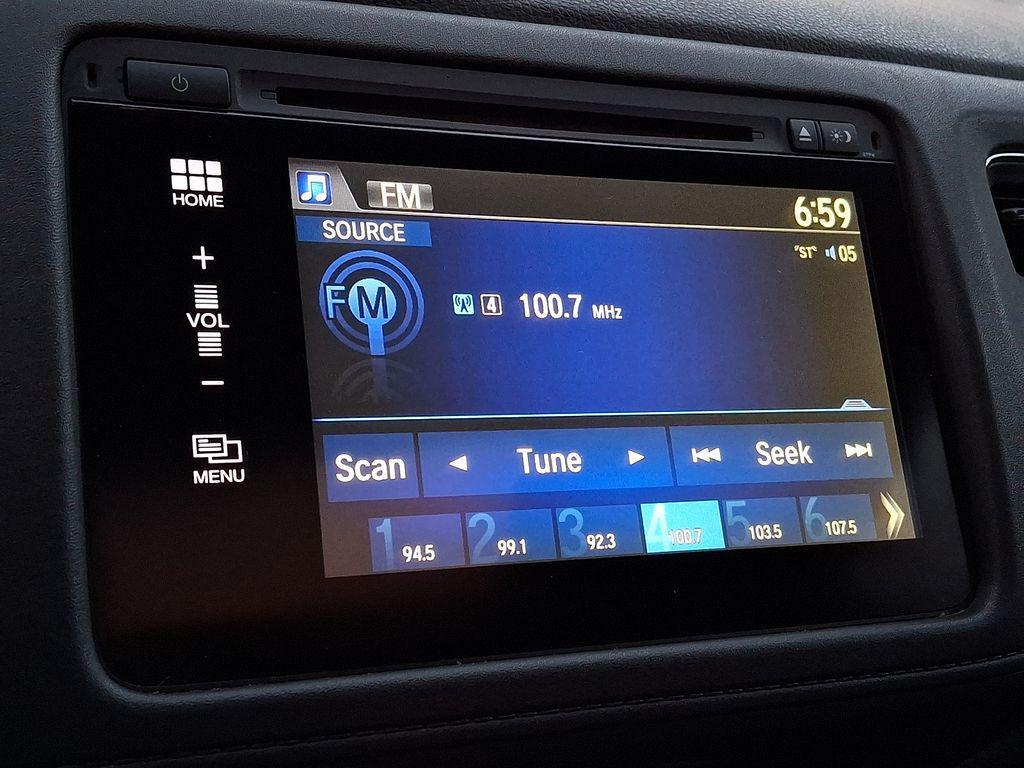 HOME
+
VOL
−
MENU
FM
6:59
SOURCE
"ST" 05
FM
4 100.7 MHz
Scan Tune Seek
1 94.5 2 99.1 3 92.3 4 100.7 5 103.5 6 107.5